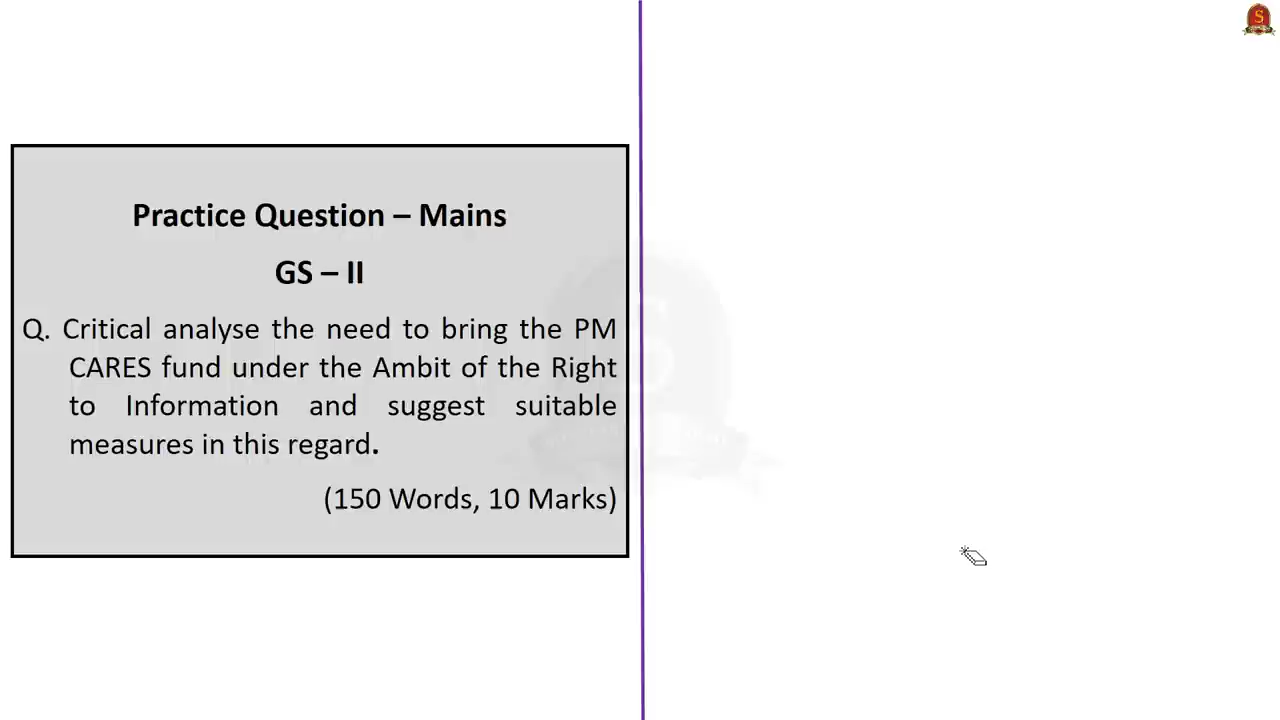 Practice Question – Mains
GS – II
Q. Critical analyse the need to bring the PM
CARES fund under the Ambit of the Right
to Information and suggest suitable
measures in this regard.
(150 Words, 10 Marks)